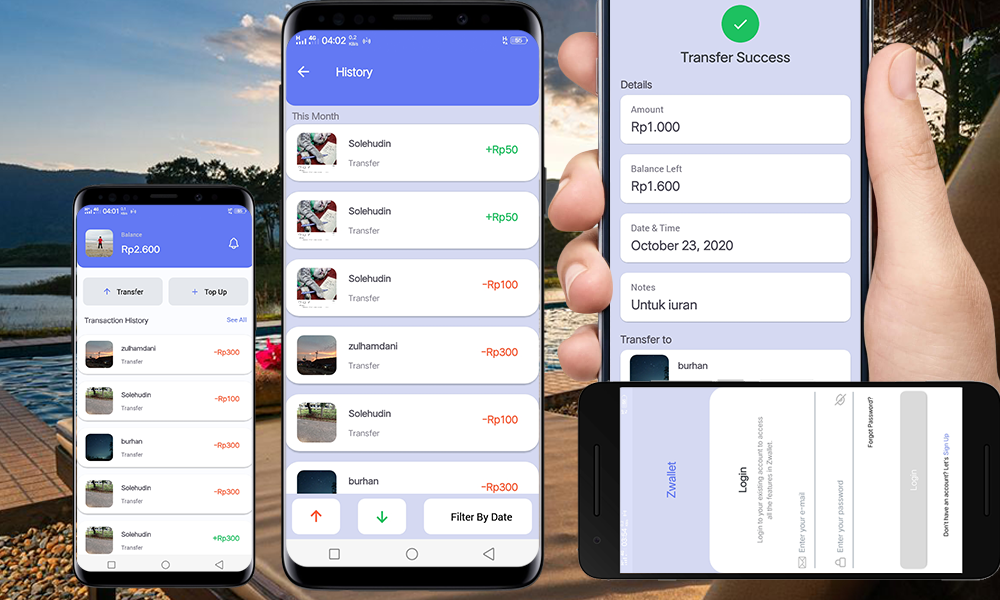 04:01
Balance
Rp2.600
Transfer
Top Up
Transaction History
See All
zulhamdani
Transfer
-Rp300
Solehudin
Transfer
-Rp100
burhan
Transfer
-Rp300
Solehudin
Transfer
-Rp300
Solehudin
Transfer
+Rp300
4G 04:02 0.2
History
This Month
Solehudin
Transfer
+Rp50
Solehudin
Transfer
+Rp50
Solehudin
Transfer
-Rp100
zulhamdani
Transfer
-Rp300
Solehudin
Transfer
-Rp100
burhan
-Rp300
Filter By Date
Transfer Success
Details
Amount
Rp1.000
Balance Left
Rp1.600
Date & Time
October 23, 2020
Notes
Untuk iuran
Transfer to
burhan
Zwallet
Login
Login to your existing account to access
all the features in Zwallet.
Enter your e-mail
Enter your password
Forgot Password?
Login
Don't have an account? Let's Sign Up